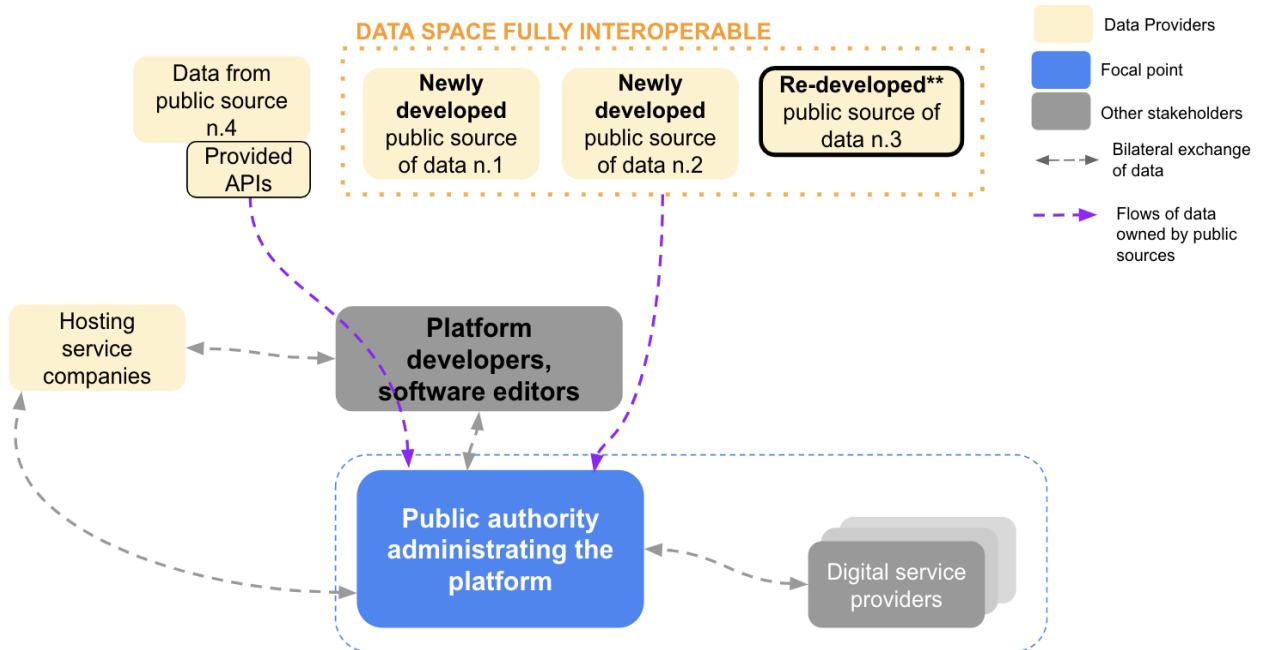 DATA SPACE FULLY INTEROPERABLE
Data from
public source
n.4
Provided
APIs
Newly
developed
public source
of data n.1
Newly
developed
public source
of data n.2
Re-developed**
public source of
data n.3
Data Providers
Focal point
Other stakeholders
Bilateral exchange
of data
Flows of data
owned by public
sources
Hosting
service
companies
Platform
developers,
software editors
Public authority
administrating the
platform
Digital service
providers